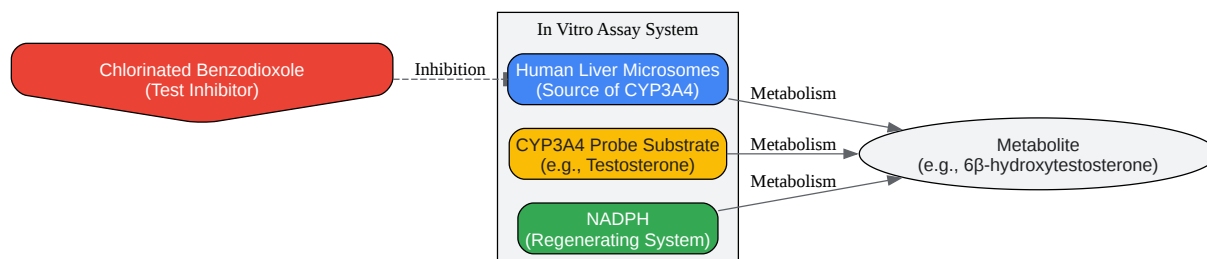 In Vitro Assay System
Chlorinated Benzodioxole
(Test Inhibitor)
Inhibition
Human Liver Microsomes
(Source of CYP3A4)
Metabolism
CYP3A4 Probe Substrate
(e.g., Testosterone)
Metabolism
Metabolite
(e.g., 6β-hydroxytestosterone)
Metabolism
NADPH
(Regenerating System)